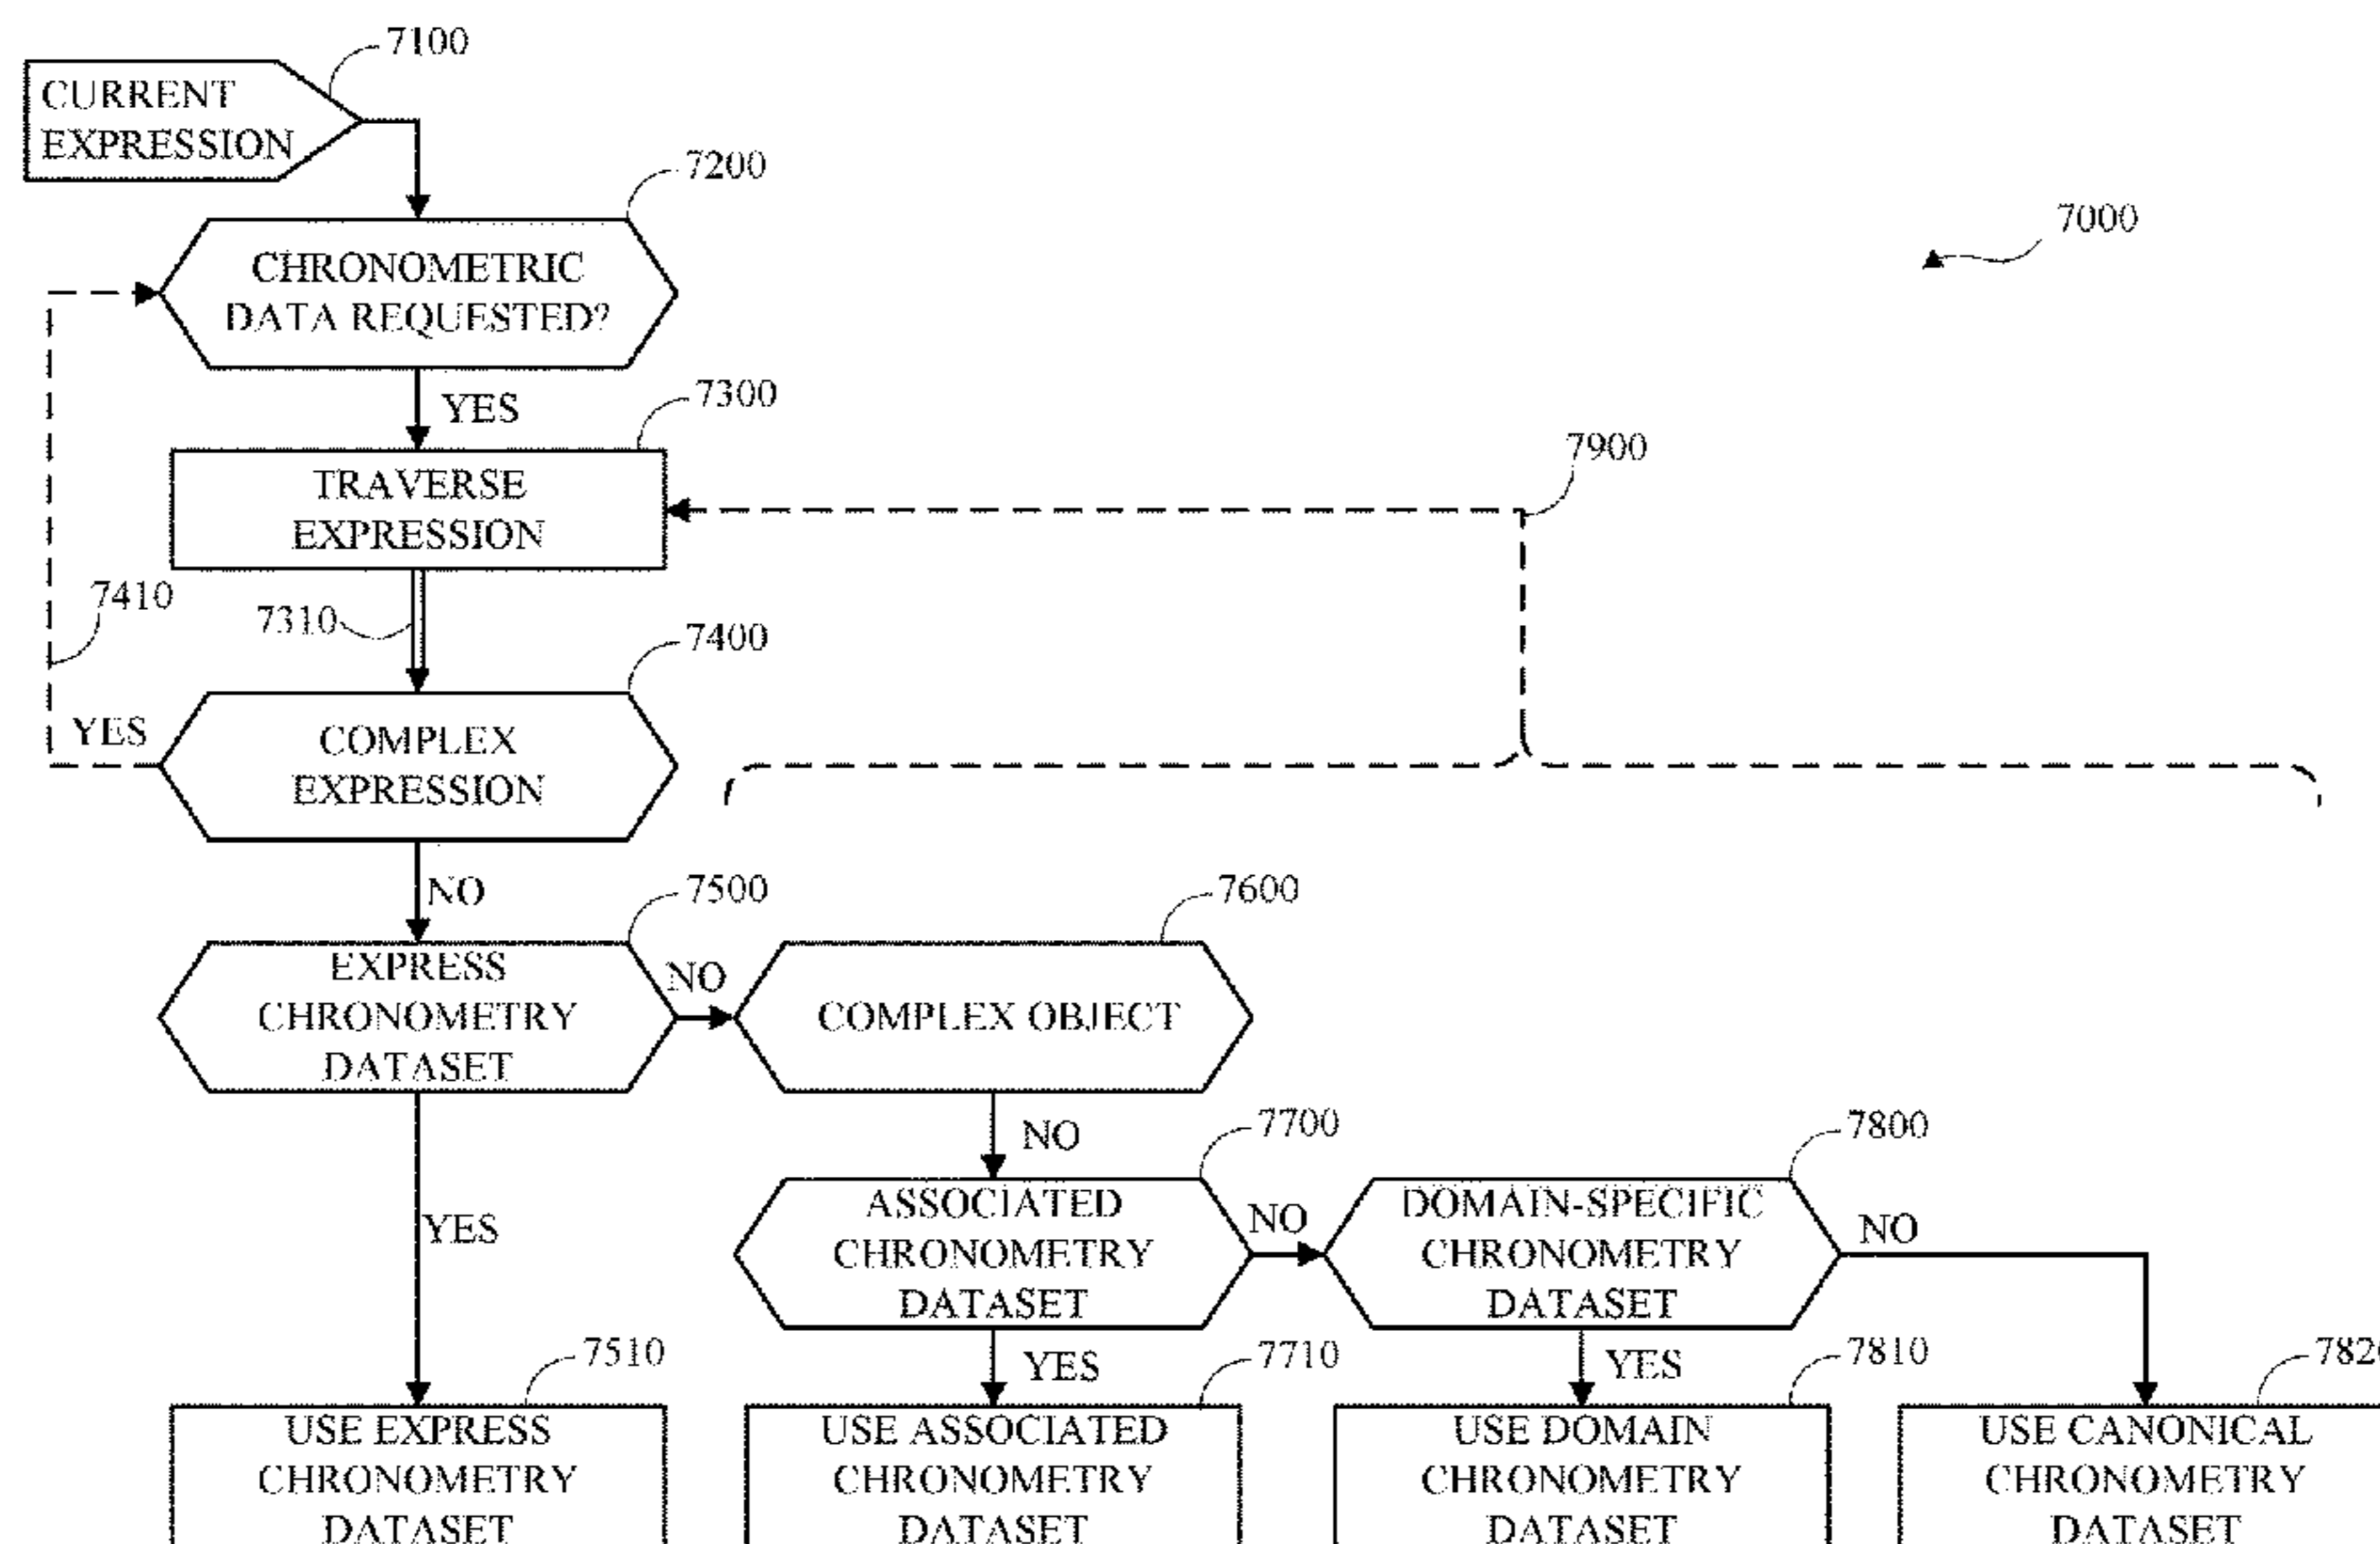 7100
CURRENT
EXPRESSION
7200
7000
CHRONOMETRIC
DATA REQUESTED?
YES
7300
7900
TRAVERSE
EXPRESSION
7410
7310
7400
YES
COMPLEX
EXPRESSION
NO
7500
7600
EXPRESS
CHRONOMETRY
DATASET
NO
COMPLEX OBJECT
NO
7700
7800
ASSOCIATED
CHRONOMETRY
DATASET
NO
DOMAIN-SPECIFIC
CHRONOMETRY
DATASET
NO
YES
7510
YES
7710
YES
7810
USE EXPRESS
CHRONOMETRY
DATASET
USE ASSOCIATED
CHRONOMETRY
DATASET
USE DOMAIN
CHRONOMETRY
DATASET
USE CANONICAL
CHRONOMETRY
DATASET